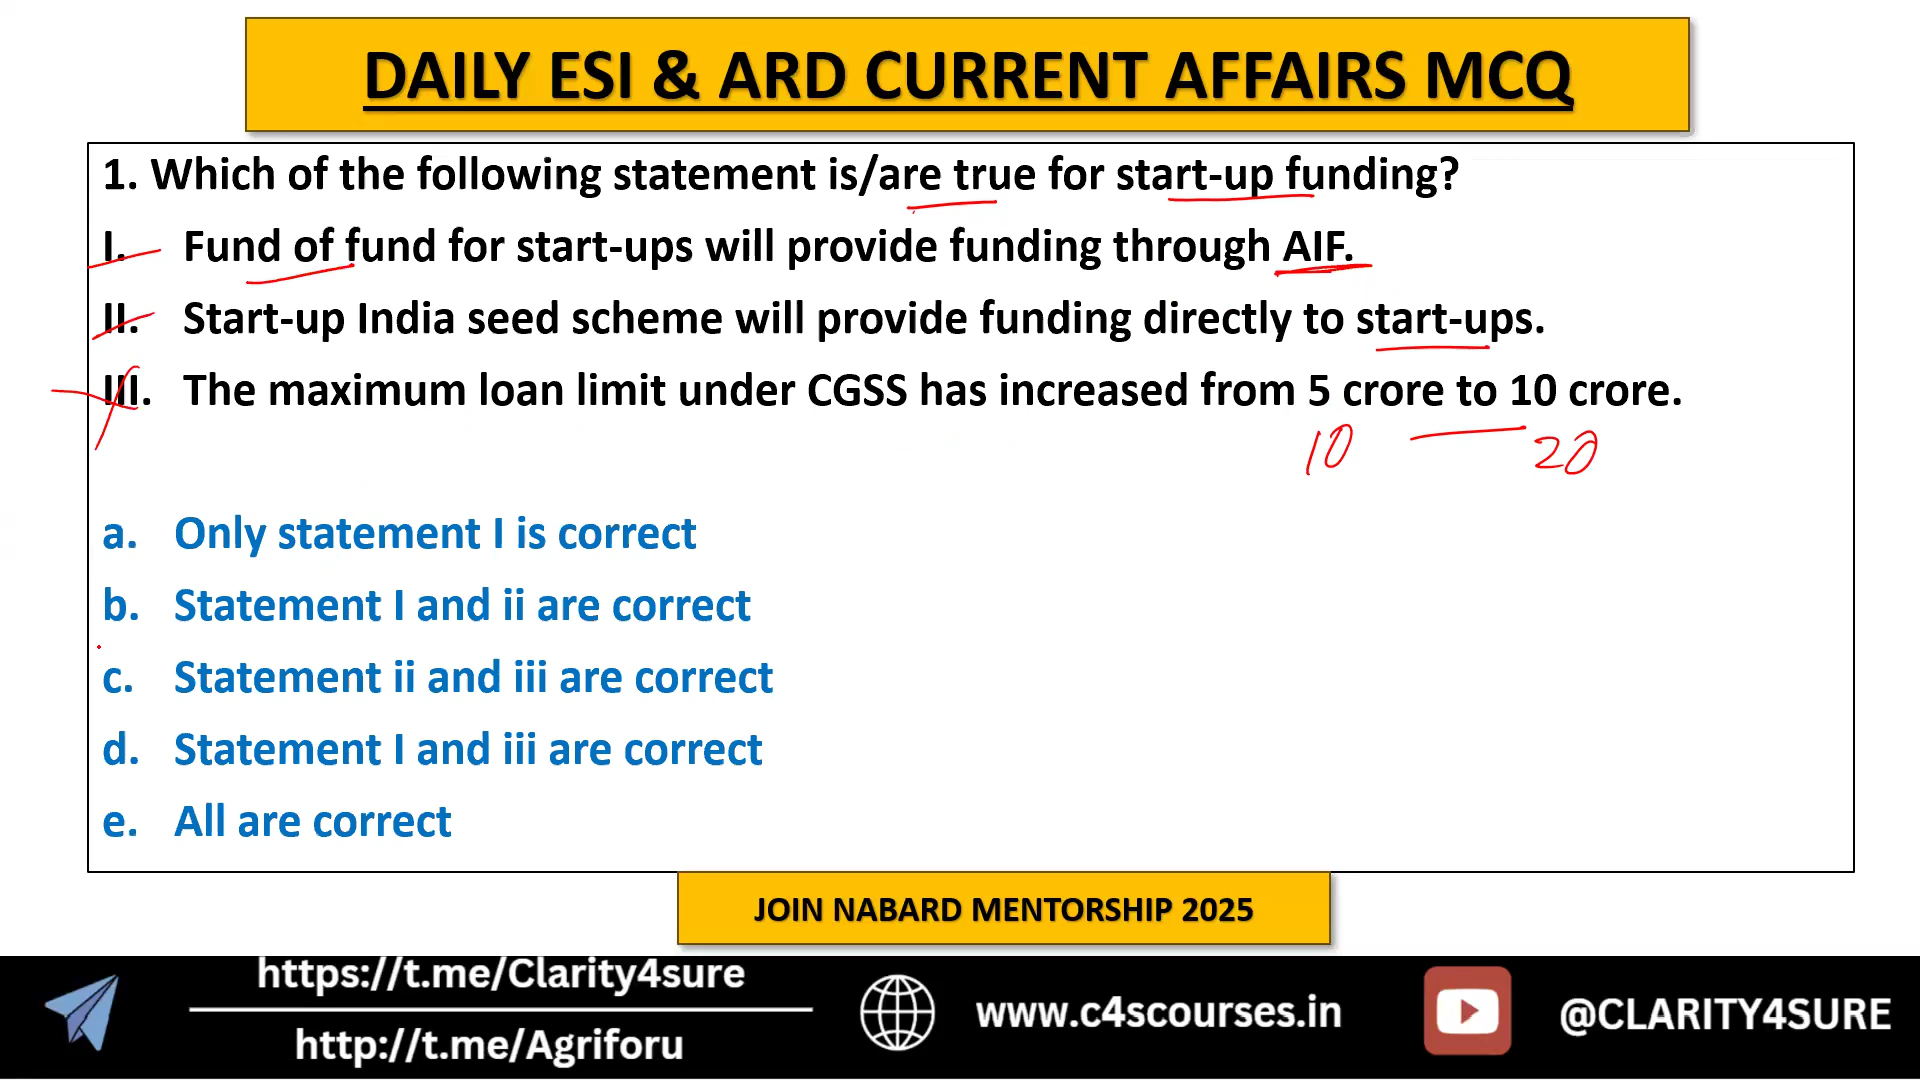 DAILY ESI & ARD CURRENT AFFAIRS MCQ
1. Which of the following statement is/are true for start-up funding?
I. Fund of fund for start-ups will provide funding through AIF.
II. Start-up India seed scheme will provide funding directly to start-ups.
III. The maximum loan limit under CGSS has increased from 5 crore to 10 crore.
10 20
a. Only statement I is correct
b. Statement I and ii are correct
c. Statement ii and iii are correct
d. Statement I and iii are correct
e. All are correct
JOIN NABARD MENTORSHIP 2025
https://t.me/Clarity4sure
http://t.me/Agriforu
www.c4scourses.in
@CLARITY4SURE